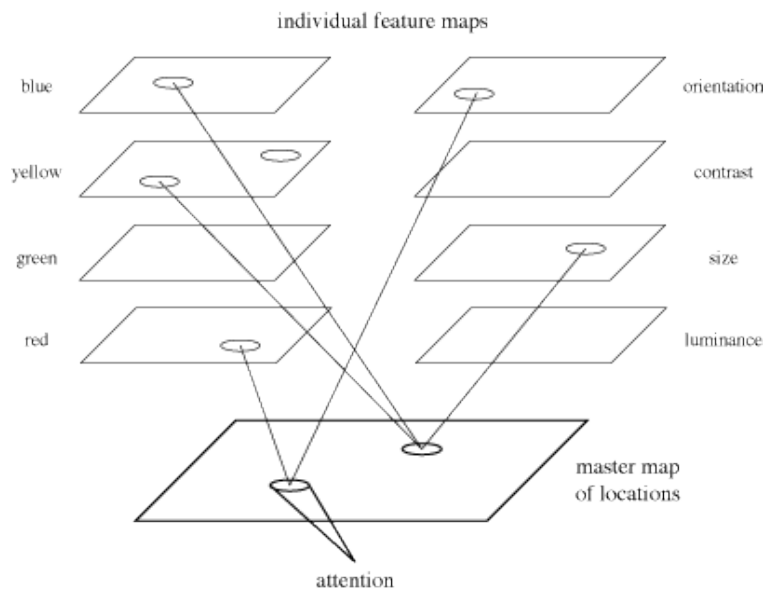 individual feature maps
blue
orientation
yellow
contrast
green
size
red
luminance
master map
of locations
attention